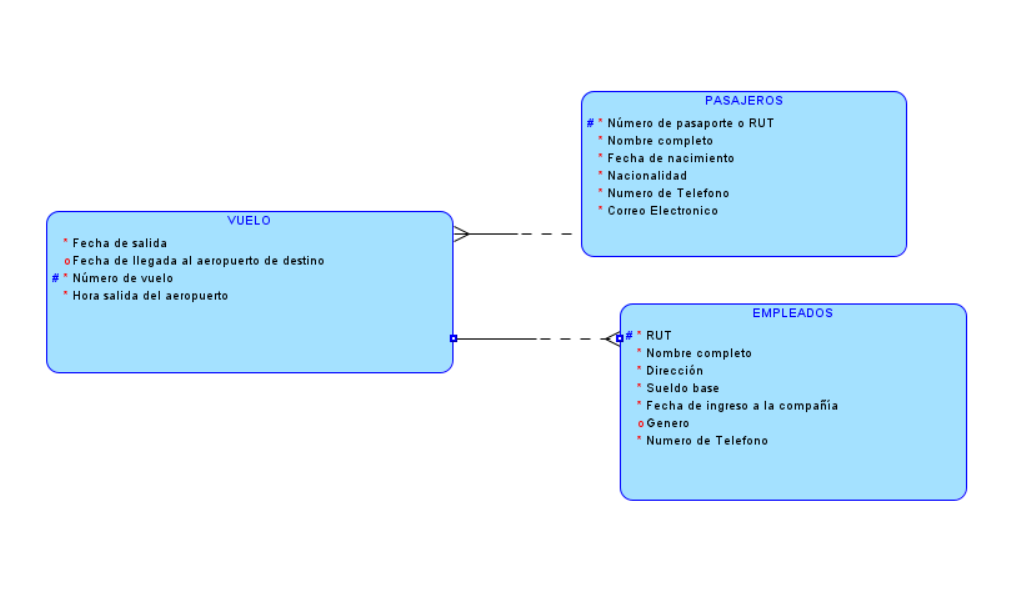 VUELO
* Fecha de salida
o Fecha de llegada al aeropuerto de destino
# * Número de vuelo
* Hora salida del aeropuerto
PASAJEROS
# * Número de pasaporte o RUT
* Nombre completo
* Fecha de nacimiento
* Nacionalidad
* Numero de Telefono
* Correo Electronico
EMPLEADOS
# * RUT
* Nombre completo
* Dirección
* Sueldo base
* Fecha de ingreso a la compañía
o Genero
* Numero de Telefono